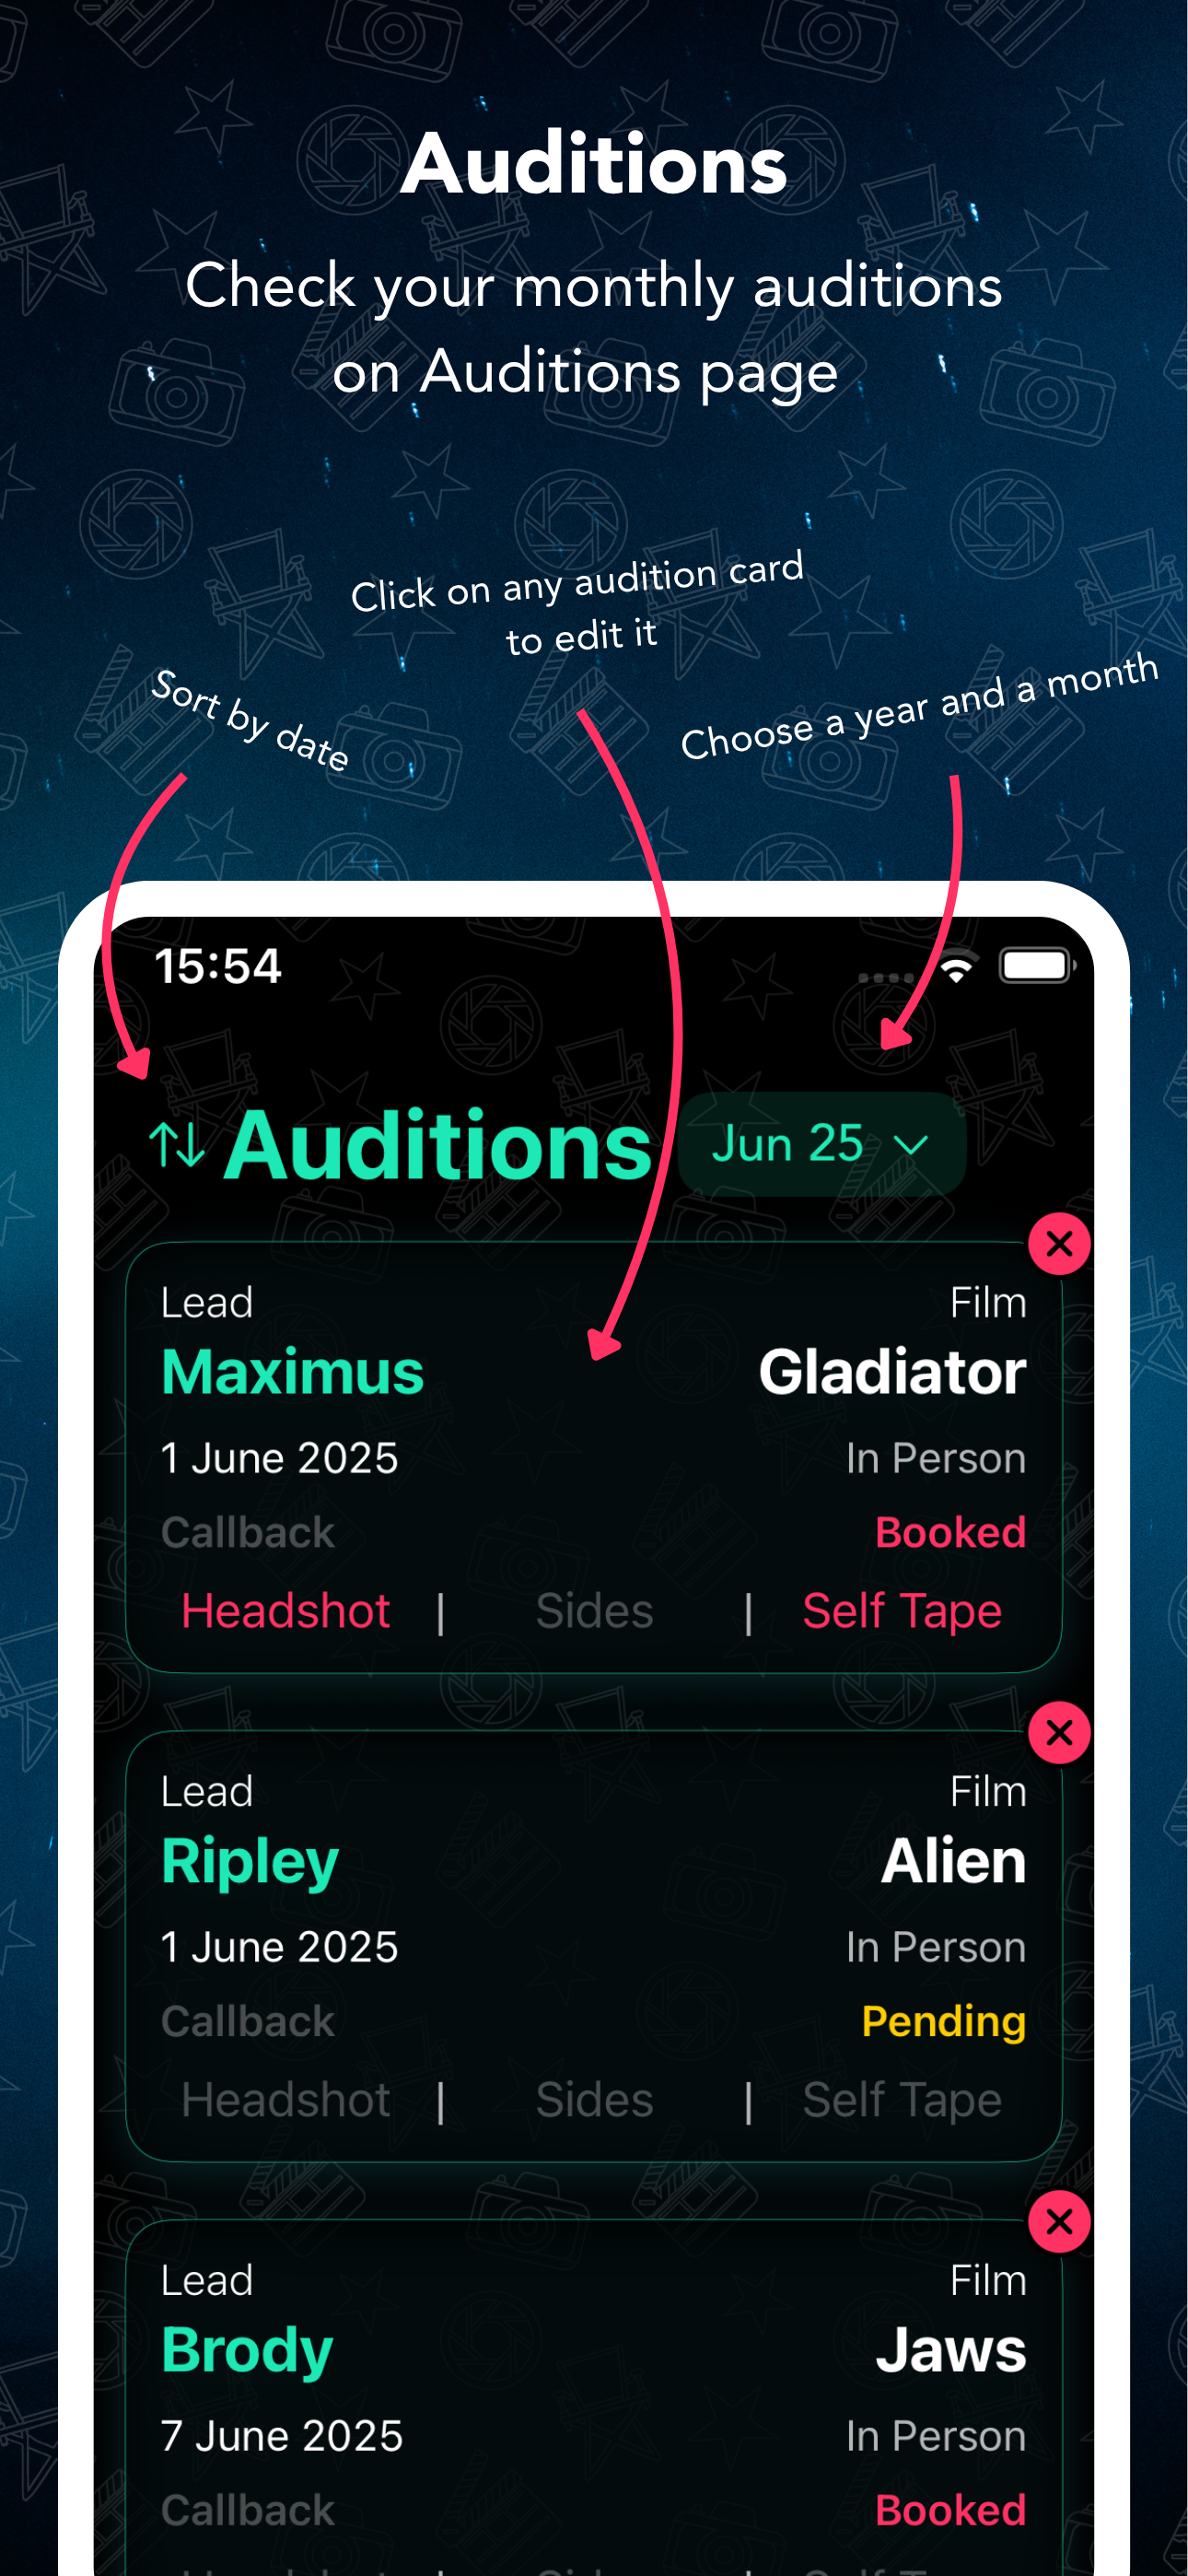 Auditions
Check your monthly auditions
on Auditions page
Click on any audition card
to edit it
Sort by date
Choose a year and a month
15:54
Auditions
Jun 25
Lead
Film
Maximus
Gladiator
1 June 2025
In Person
Callback
Booked
Headshot | Sides | Self Tape
Lead
Film
Ripley
Alien
1 June 2025
In Person
Callback
Pending
Headshot | Sides | Self Tape
Lead
Film
Brody
Jaws
7 June 2025
In Person
Callback
Booked